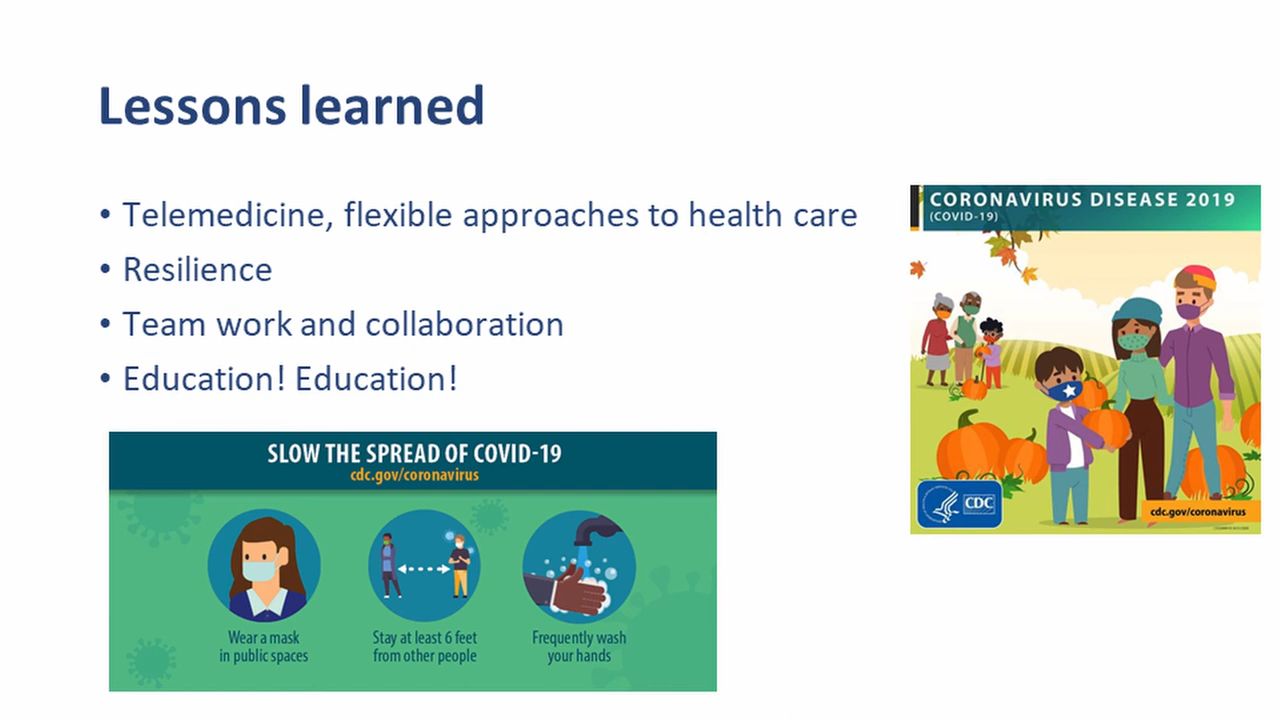 Lessons learned
• Telemedicine, flexible approaches to health care
• Resilience
• Team work and collaboration
• Education! Education!
SLOW THE SPREAD OF COVID-19
cdc.gov/coronavirus
Wear a mask
in public spaces
Stay at least 6 feet
from other people
Frequently wash
your hands
CORONAVIRUS DISEASE 2019
(COVID-19)
CDC
cdc.gov/coronavirus